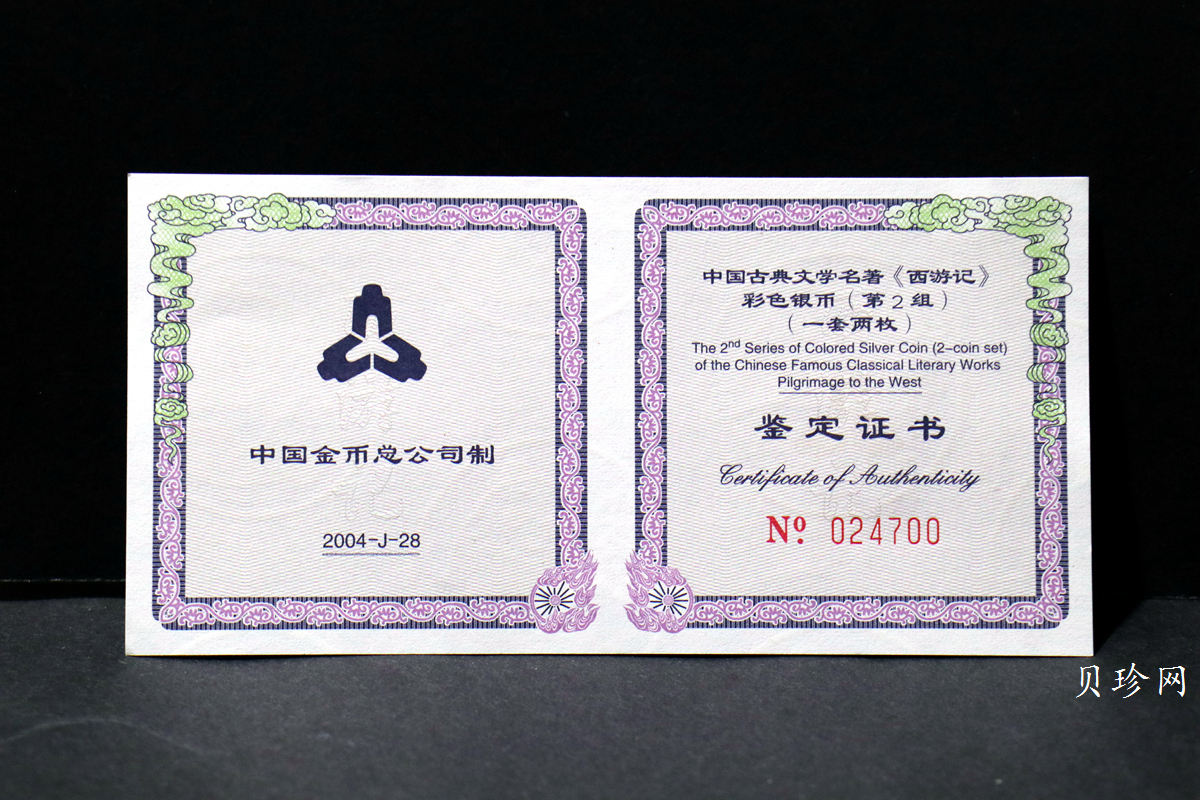 中国金币总公司制
2004-J-28
中国古典文学名著《西游记》
彩色银币（第2组）
（一套两枚）
The 2nd Series of Colored Silver Coin (2-coin set)
of the Chinese Famous Classical Literary Works
Pilgrimage to the West
鉴定证书
Certificate of Authenticity
Nº 024700
贝珍网